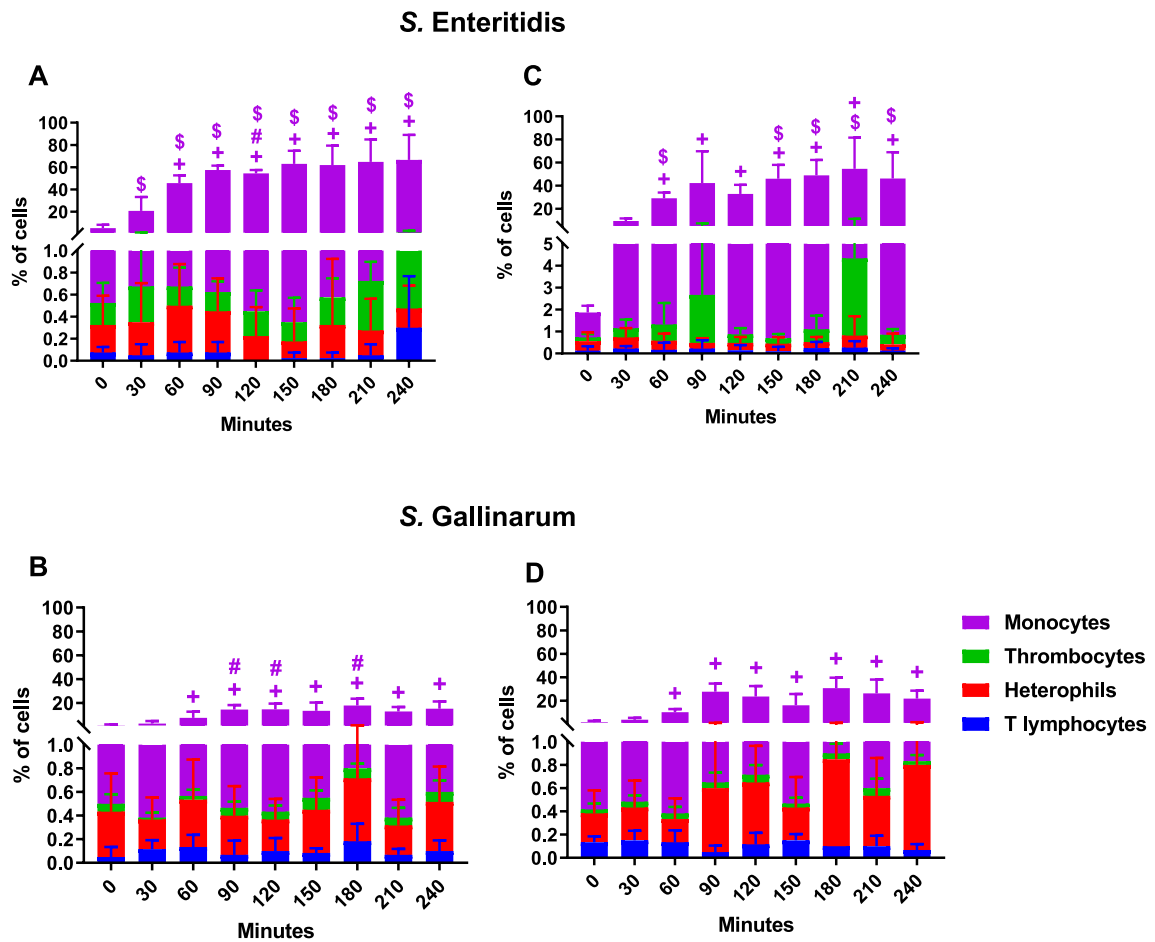 S. Enteritidis
A
% of cells
100
80
60
40
20
1.0
0.8
0.6
0.4
0.2
0.0
$ $ $ $ $ $ $ $
#
+ + + + + + +
0 30 60 90 120 150 180 210 240
Minutes
C
% of cells
100
80
60
40
20
5
4
3
2
1
0
$ + + $ $ + $
+ + + $ +
0 30 60 90 120 150 180 210 240
Minutes
S. Gallinarum
B
% of cells
100
80
60
40
20
1.0
0.8
0.6
0.4
0.2
0.0
# # #
+ + + + + + +
0 30 60 90 120 150 180 210 240
Minutes
D
% of cells
100
80
60
40
20
1.0
0.8
0.6
0.4
0.2
0.0
+ + + + + + +
0 30 60 90 120 150 180 210 240
Minutes
Monocytes
Thrombocytes
Heterophils
T lymphocytes